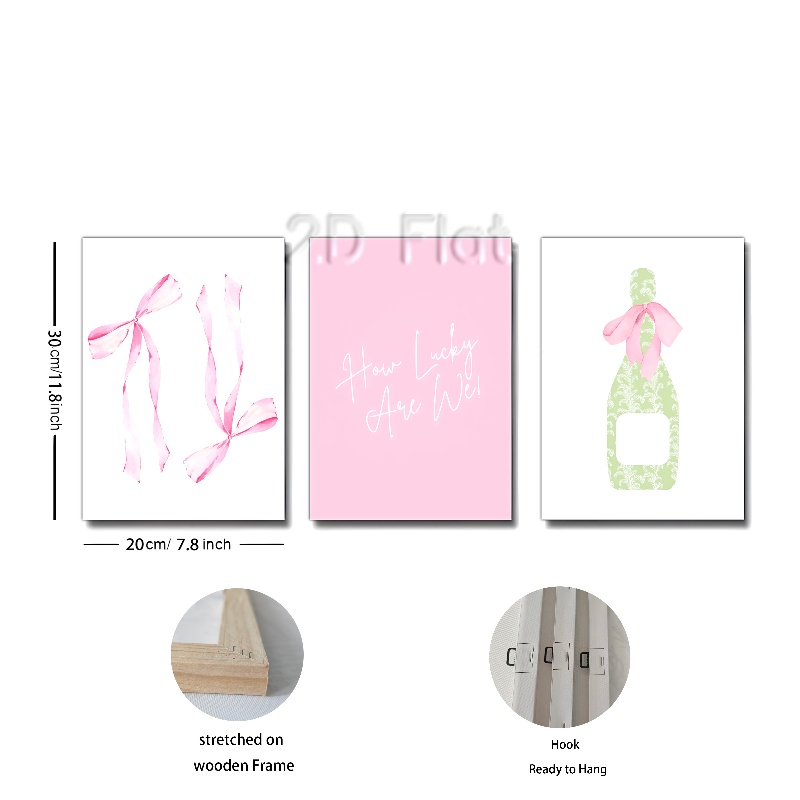 2D Flat
30cm/11.8inch
How Lucky
Are We!
20cm/ 7.8 inch
stretched on
wooden Frame
Hook
Ready to Hang